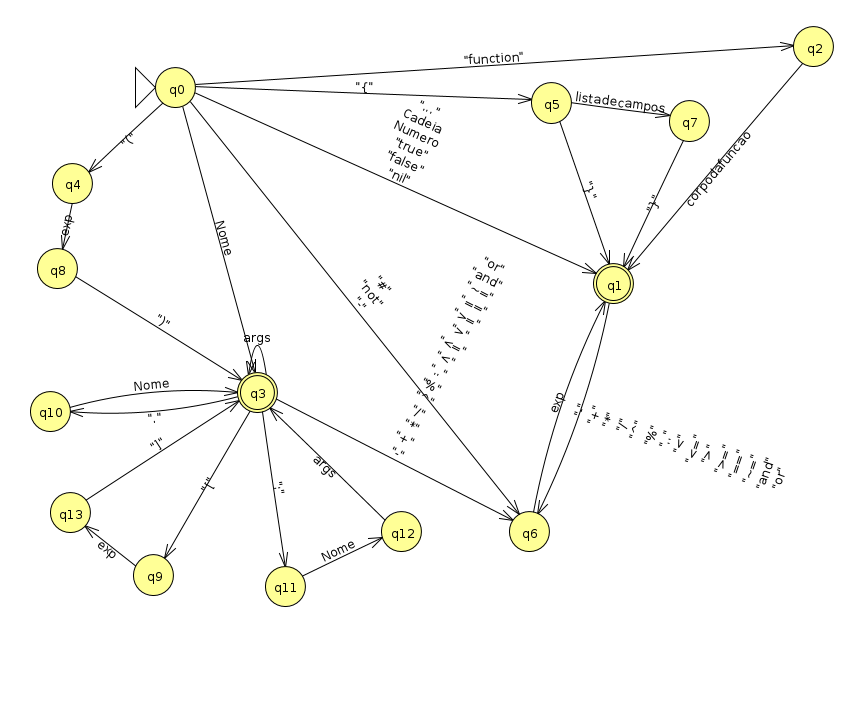 q0
"function"
q2
"{"
q5
listadecampos
q7
"... "
Cadeia
Numero
"true"
"false"
"nil"
"("
q4
exp
q8
Nome
"#"
"not"
"-"
"}"
"}"
corpodafuncao
q1
"or"
"and"
"~="
"=="
">="
">"
"<="
"<"
".."
"%"
"^"
"/"
"*"
"+"
"-"
")"
args
q3
q10
Nome
"."
"]"
"["
":"
args
exp
"-"
"+"
"*"
"/"
"^"
"%"
".."
"<"
"<="
">"
">="
"=="
"~="
"and"
"or"
q13
exp
q9
q11
Nome
q12
q6